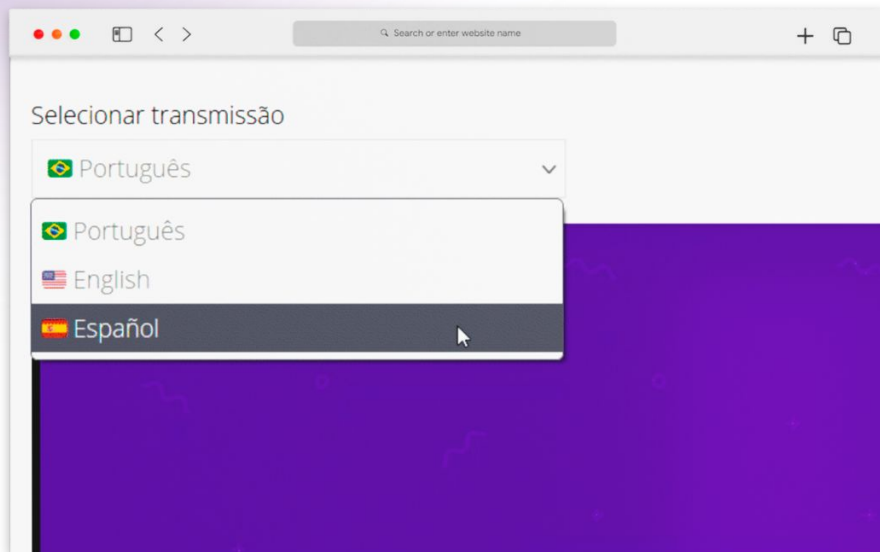 Search or enter website name
Selecionar transmissão
Português
Português
English
Español